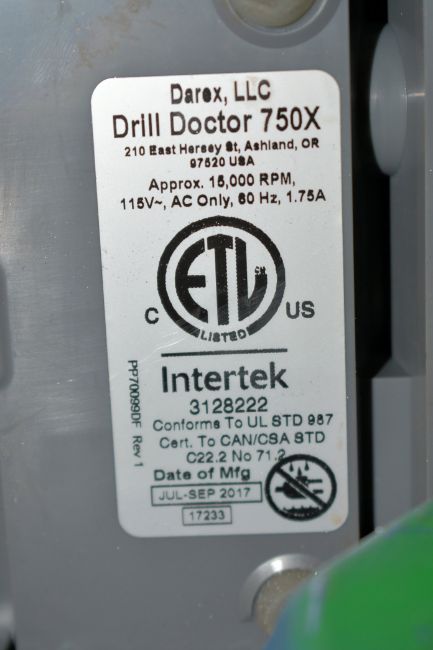 Darex, LLC
Drill Doctor 750X
210 East Hersey St, Ashland, OR
97520 USA
Approx. 15,000 RPM,
115V~, AC Only, 60 Hz, 1.75A
ETL CM
C US
LISTED
Intertek
3128222
Conforms To UL STD 987
Cert. To CAN/CSA STD
C22.2 No 71.2
Date of Mfg
JUL-SEP 2017
17233
PP70099DF Rev 1